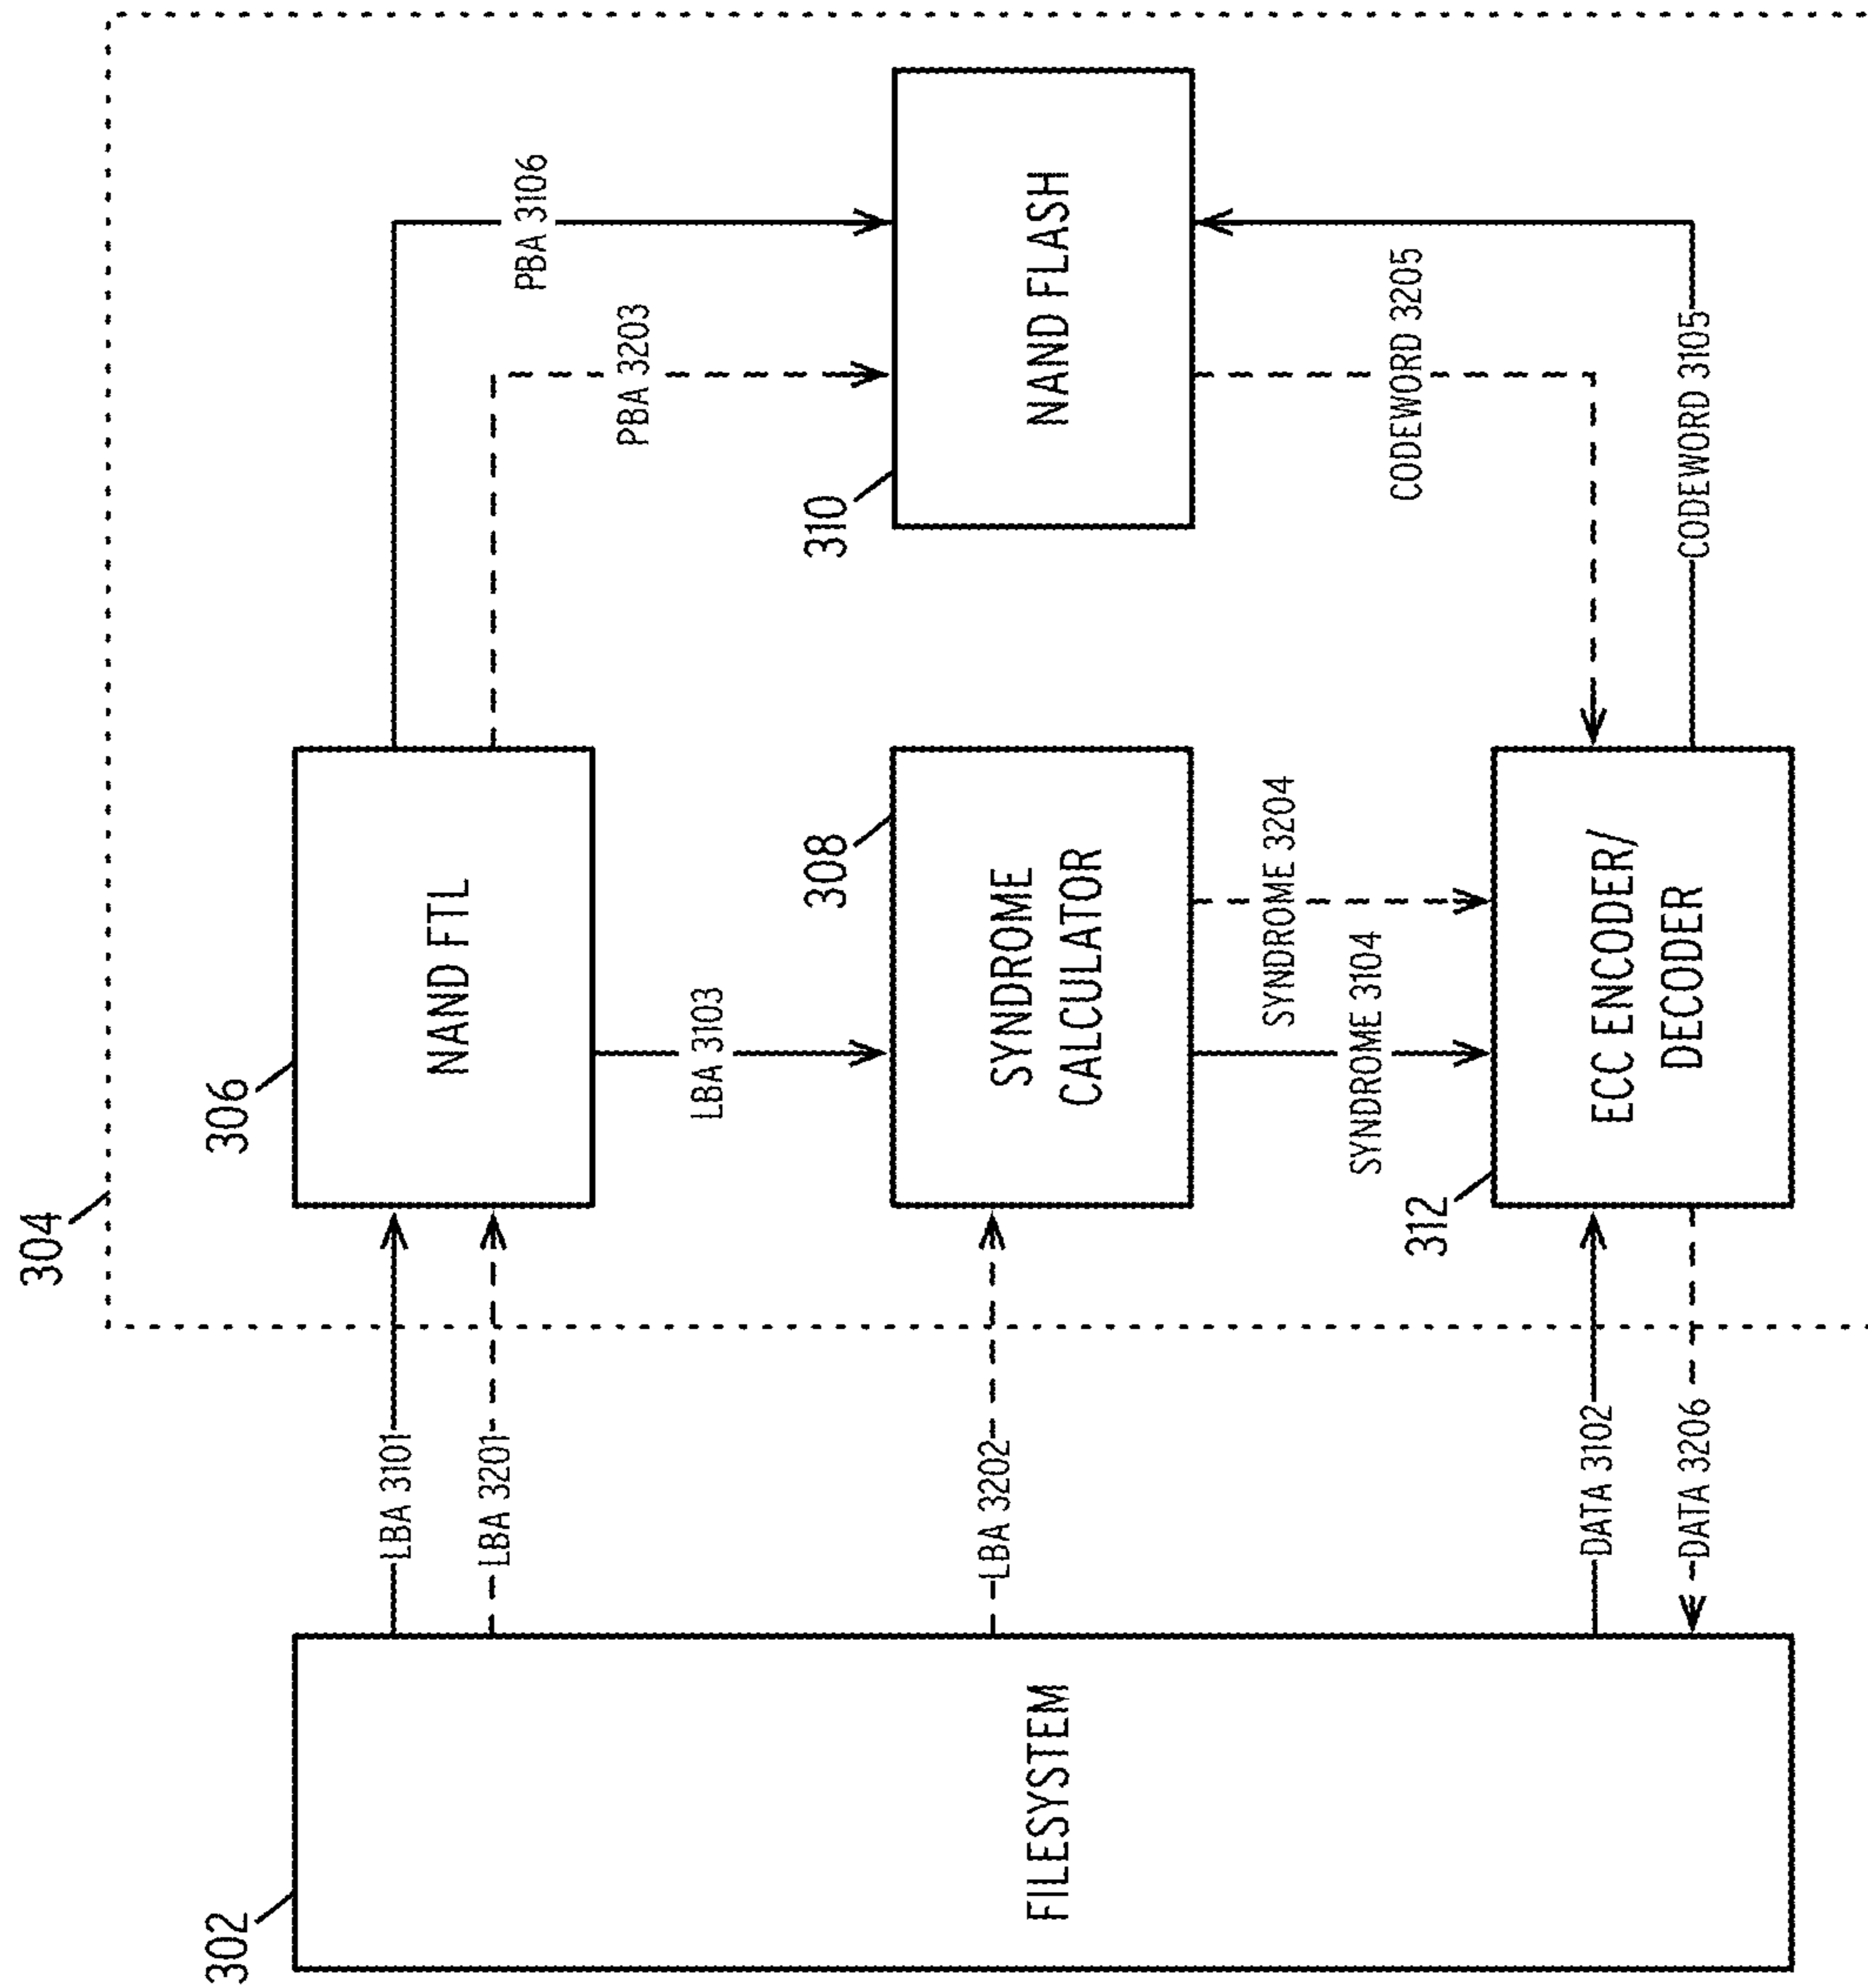 304
302
FILESYSTEM
LBA 3101
LBA 3201
LBA 3202
DATA 3102
DATA 3206
306
NAND FTL
LBA 3103
308
SYNDROME
CALCULATOR
SYNDROME 3104
SYNDROME 3204
312
ECC ENCODER/
DECODER
PBA 3106
PBA 3203
310
NAND FLASH
CODEWORD 3205
CODEWORD 3105